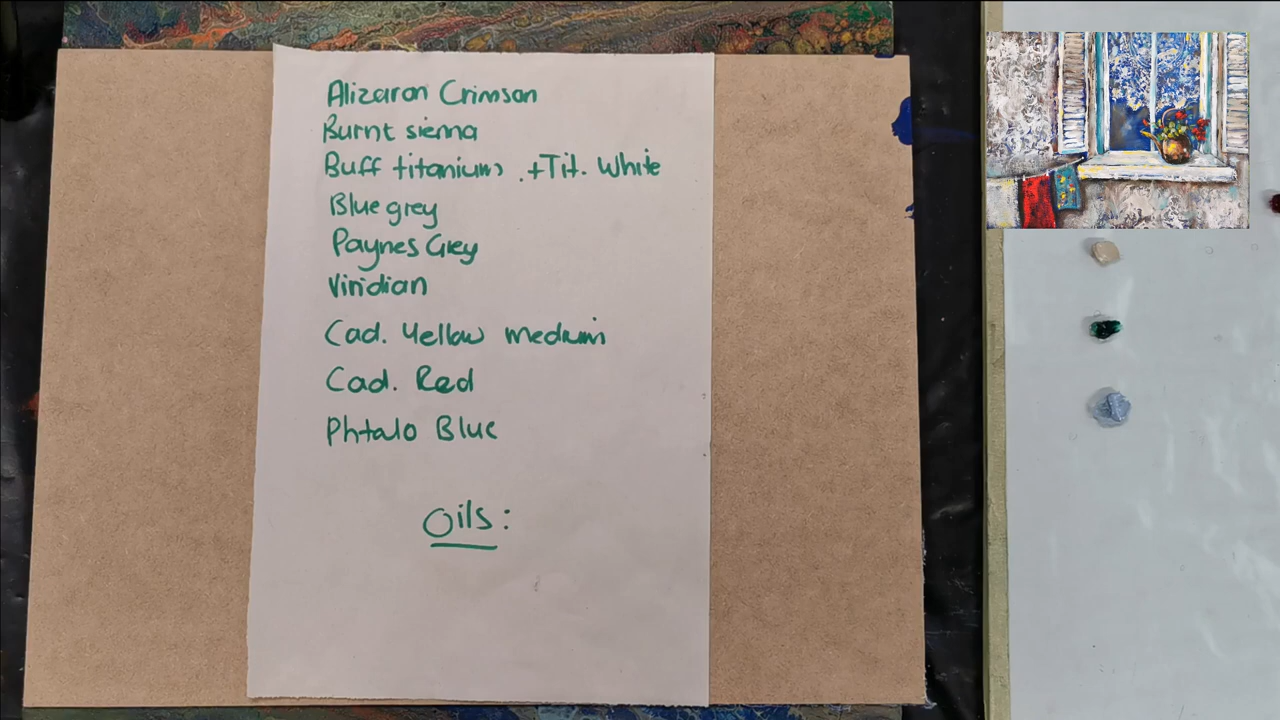 Alizaron Crimson
Burnt sienna
Buff titanium +Tit. White
Blue grey
Paynes Grey
Viridian
Cad. Yellow medium
Cad. Red
Phtalo Blue
Oils: